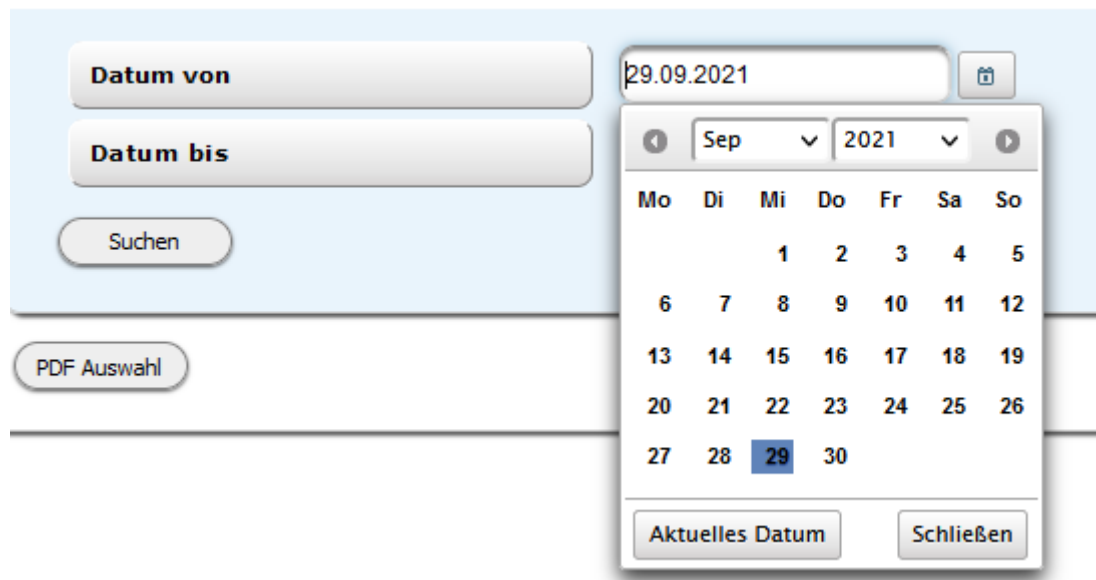 Datum von 29.09.2021
Sep 2021
Datum bis
Mo Di Mi Do Fr Sa So
Suchen
1 2 3 4 5
6 7 8 9 10 11 12
PDF Auswahl
13 14 15 16 17 18 19
20 21 22 23 24 25 26
27 28 29 30
Aktuelles Datum Schließen